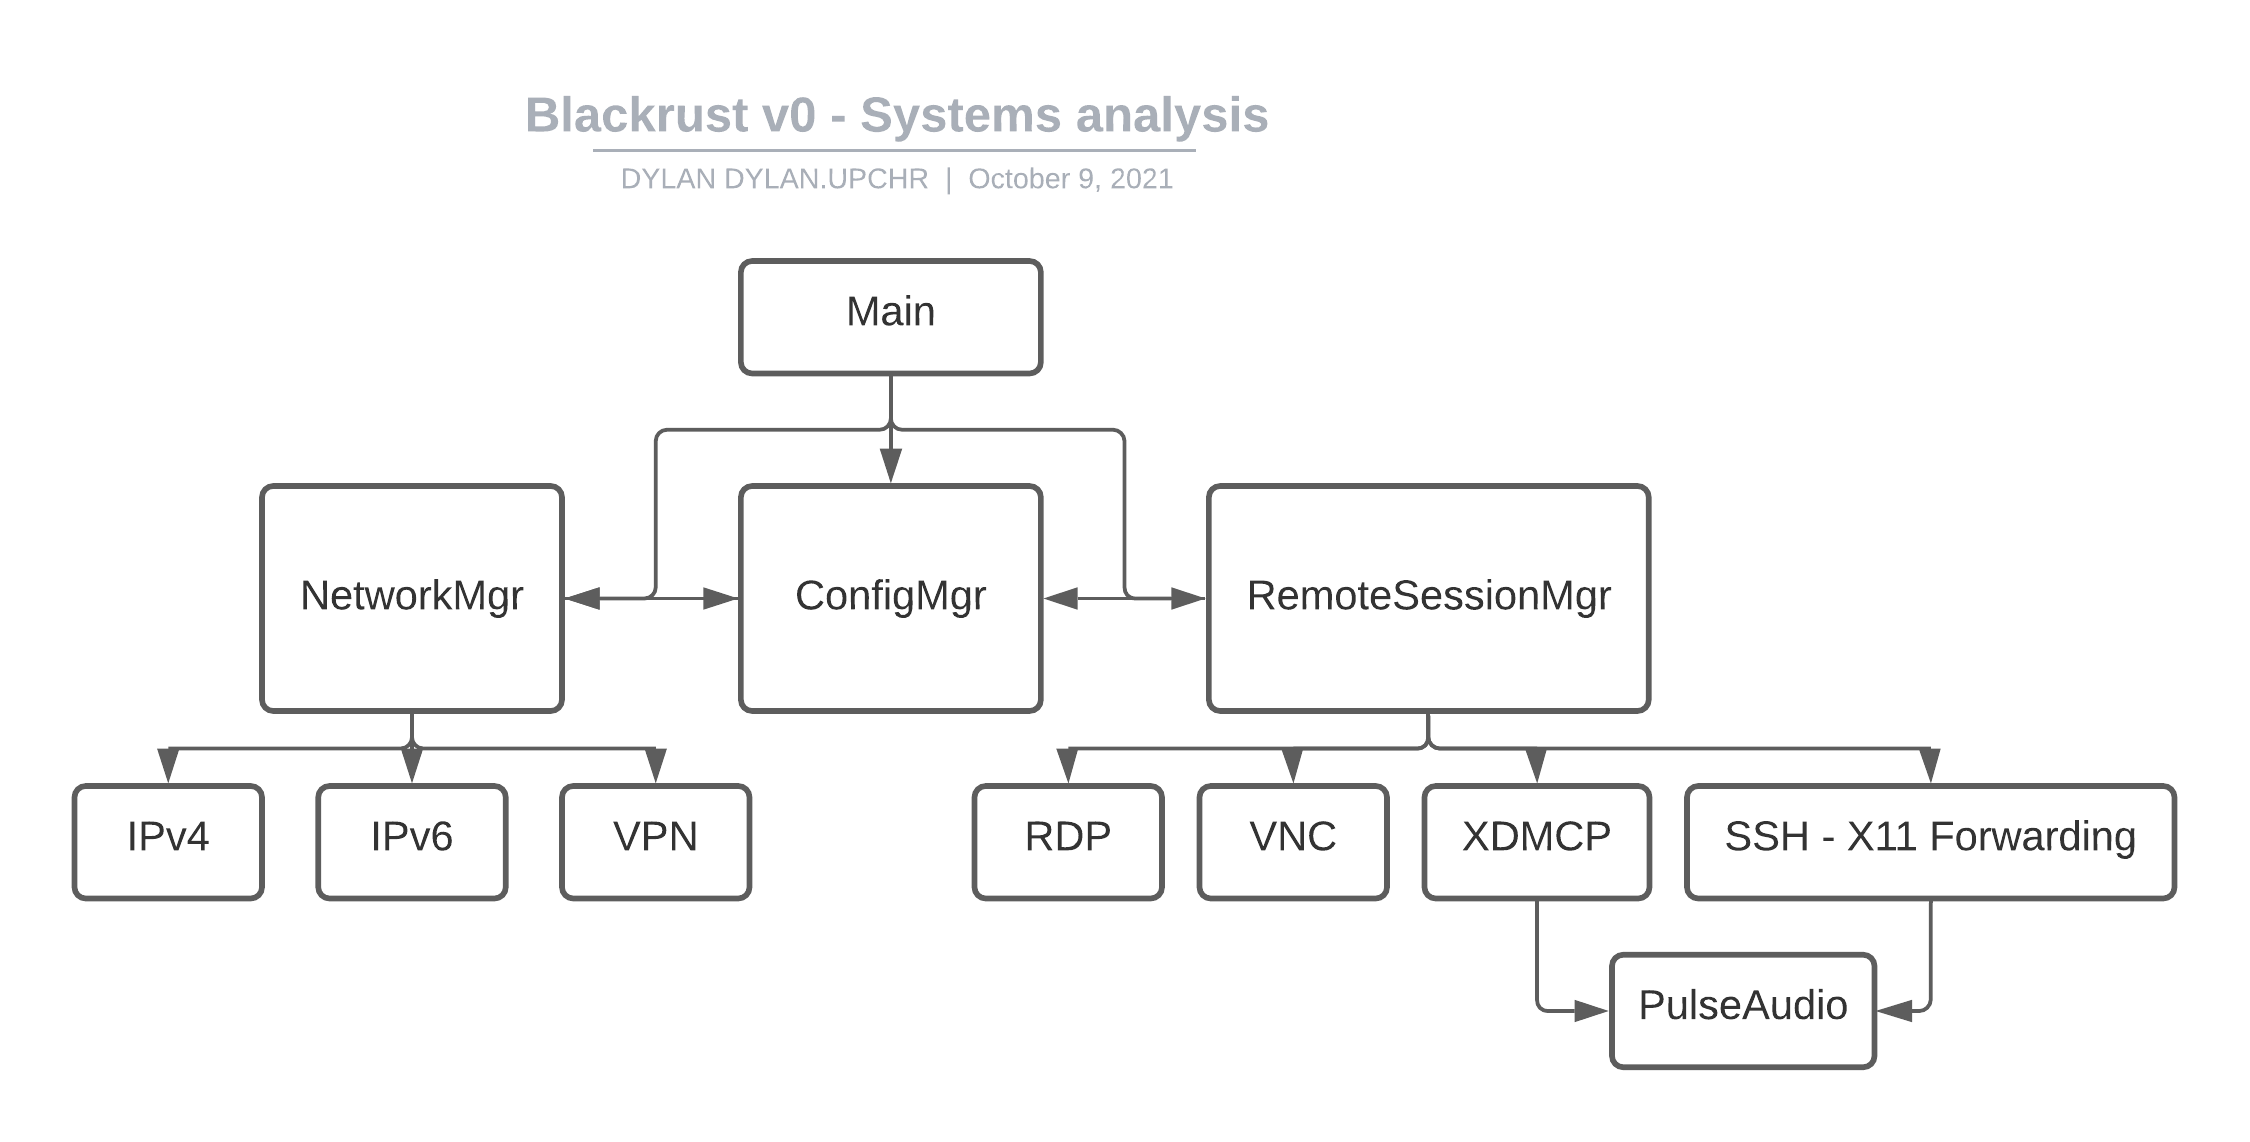 Blackrust v0 - Systems analysis
DYLAN DYLAN.UPCHR | October 9, 2021
Main
NetworkMgr
ConfigMgr
RemoteSessionMgr
IPv4
IPv6
VPN
RDP
VNC
XDMCP
SSH - X11 Forwarding
PulseAudio